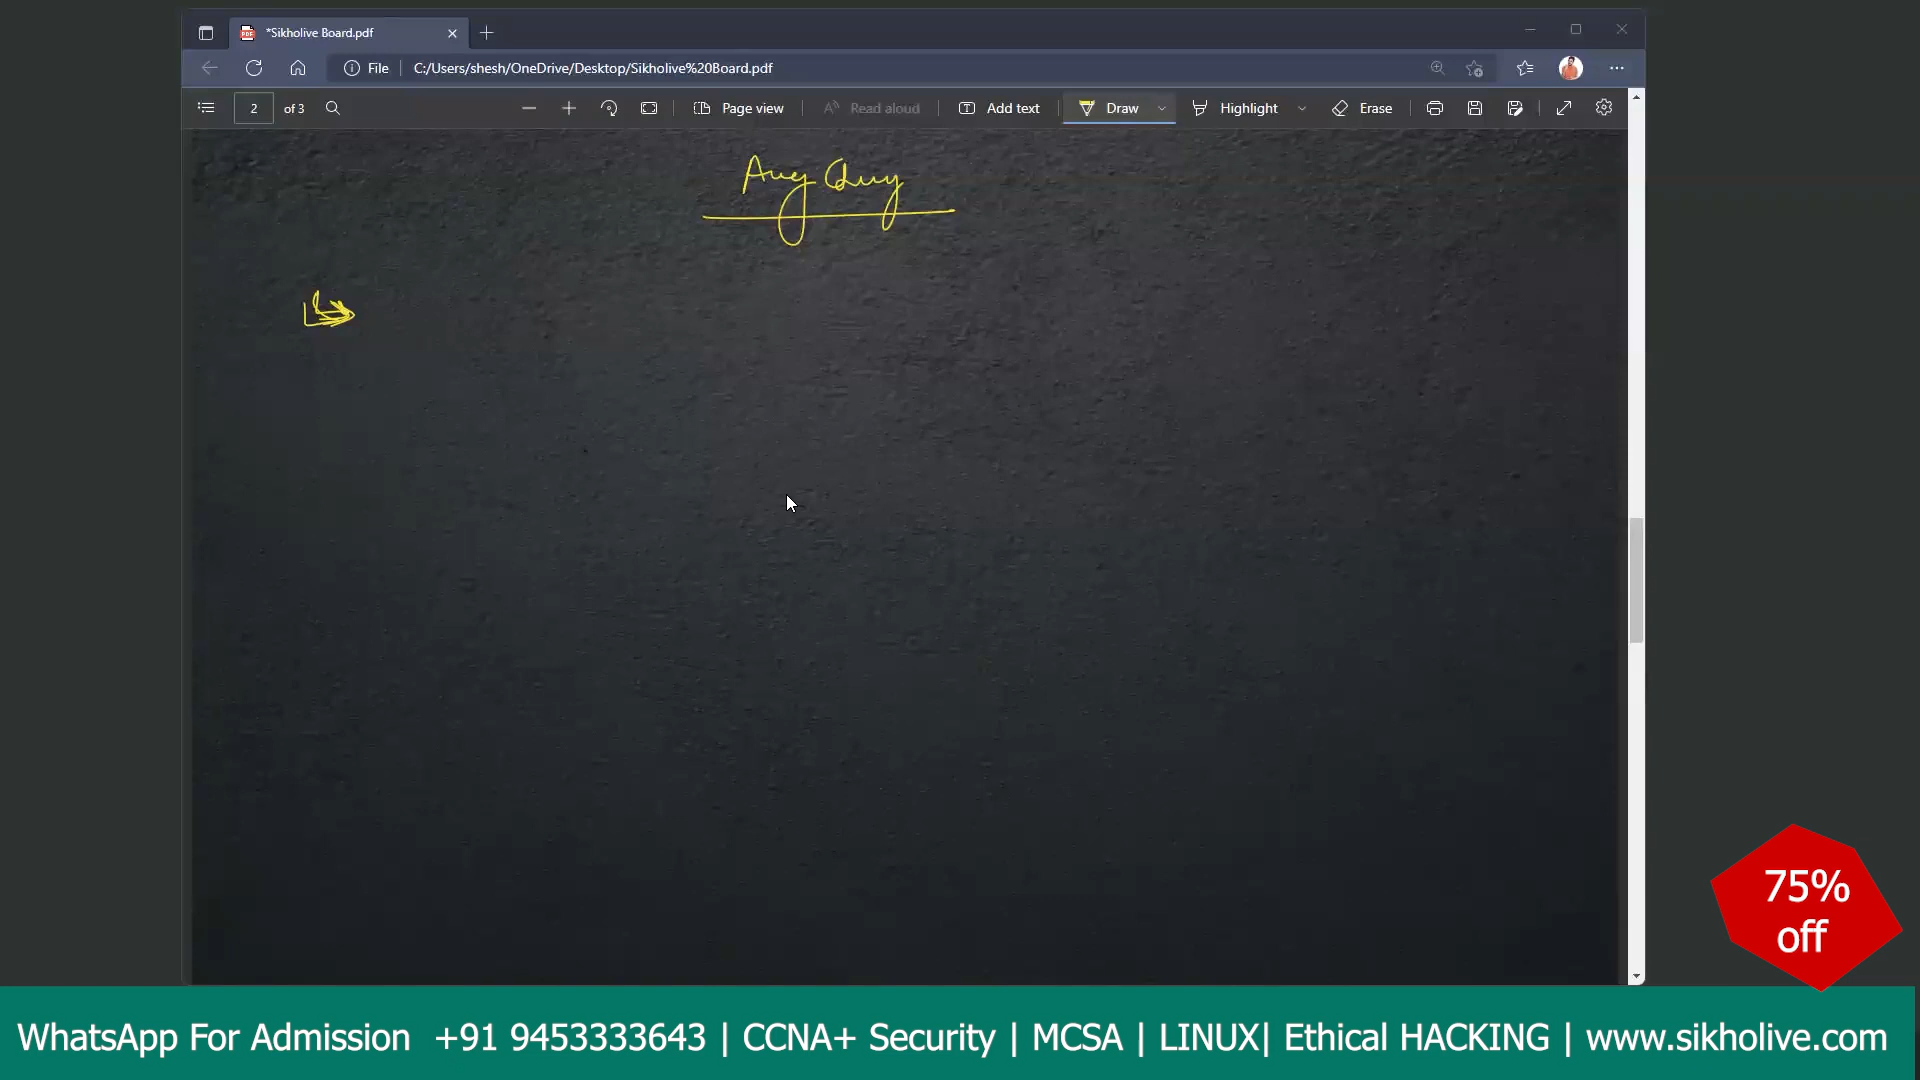 *Sikholive Board.pdf
File
C:/Users/shesh/OneDrive/Desktop/Sikholive%20Board.pdf
2 of 3
Page view
Read aloud
Add text
Draw
Highlight
Erase
Any Query
75%
off
WhatsApp For Admission +91 9453333643 | CCNA+ Security | MCSA | LINUX| Ethical HACKING | www.sikholive.com